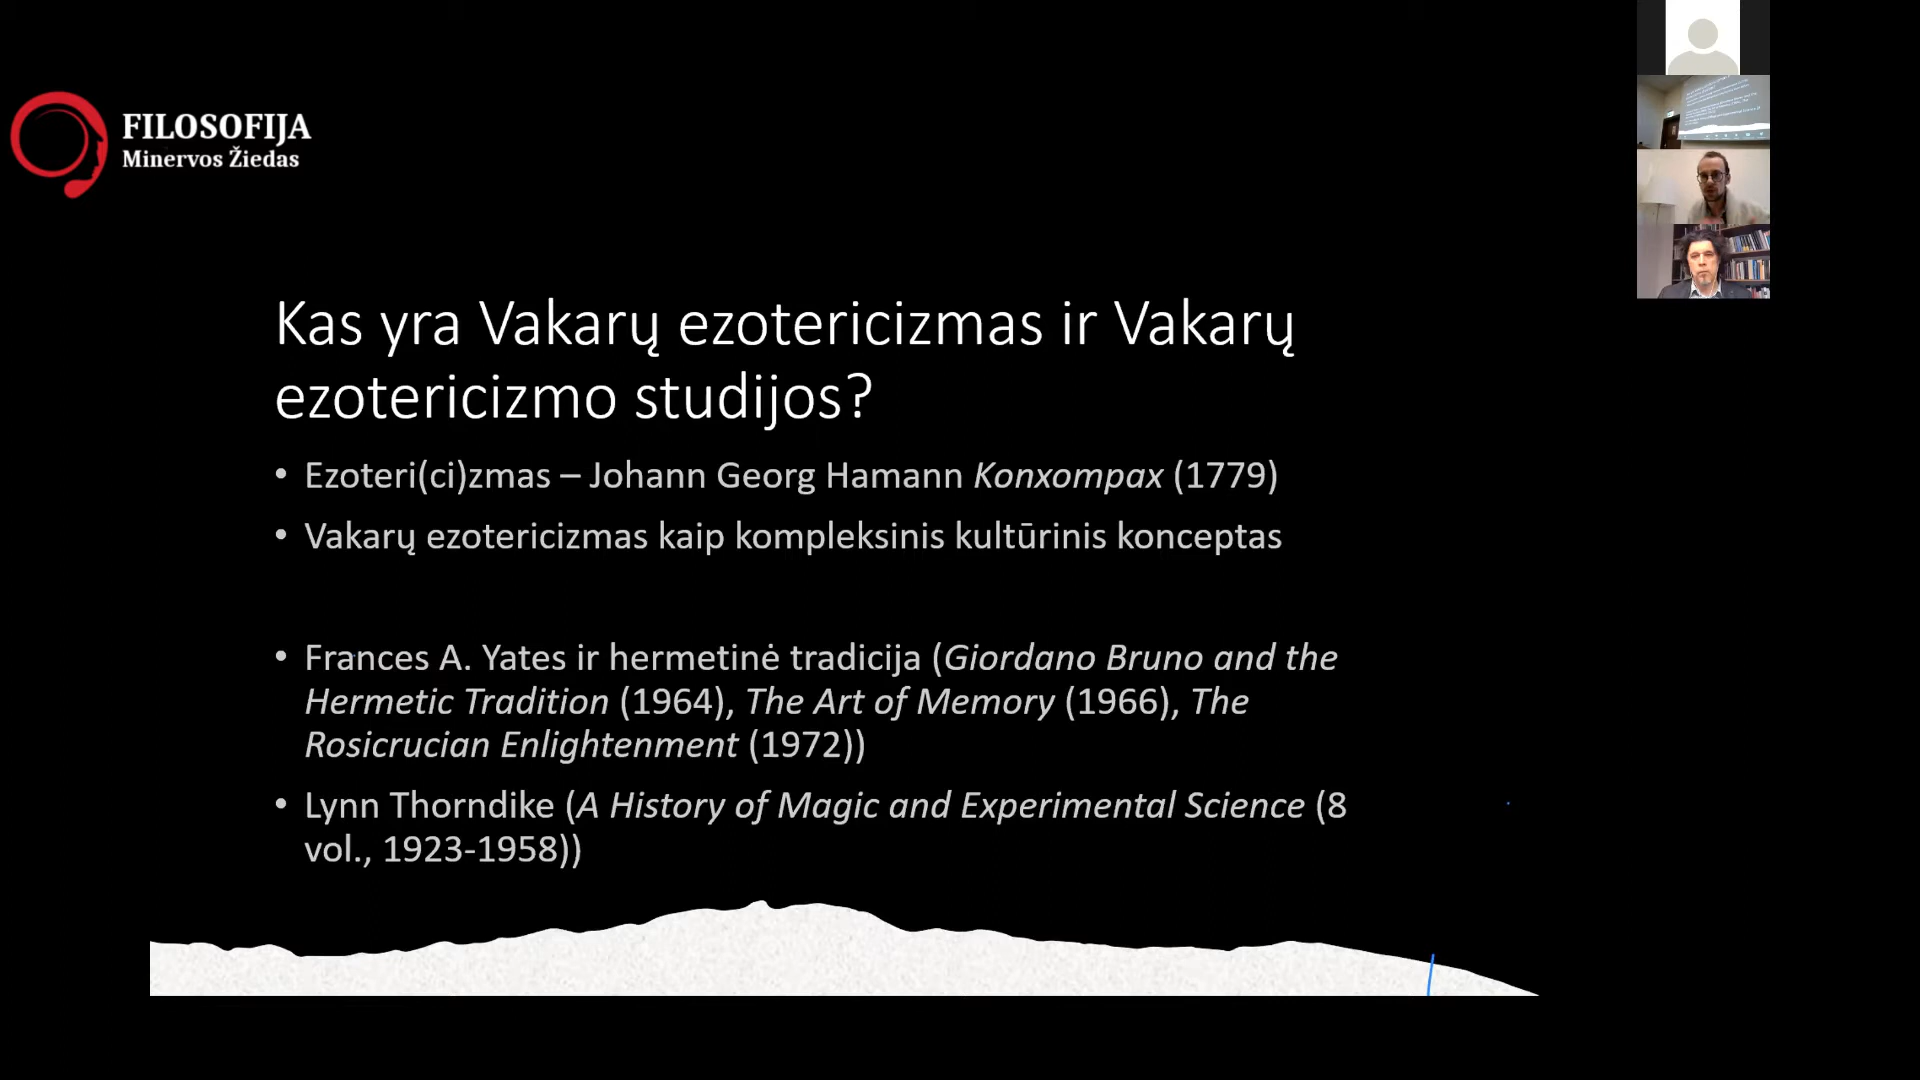 FILOSOFIJA
Minervos Žiedas
Kas yra Vakarų ezotericizmas ir Vakarų
ezotericizmo studijos?
• Ezoteri(ci)zmas – Johann Georg Hamann Konxompax (1779)
• Vakarų ezotericizmas kaip kompleksinis kultūrinis konceptas
• Frances A. Yates ir hermetinė tradicija (Giordano Bruno and the
Hermetic Tradition (1964), The Art of Memory (1966), The
Rosicrucian Enlightenment (1972))
• Lynn Thorndike (A History of Magic and Experimental Science (8
vol., 1923-1958))